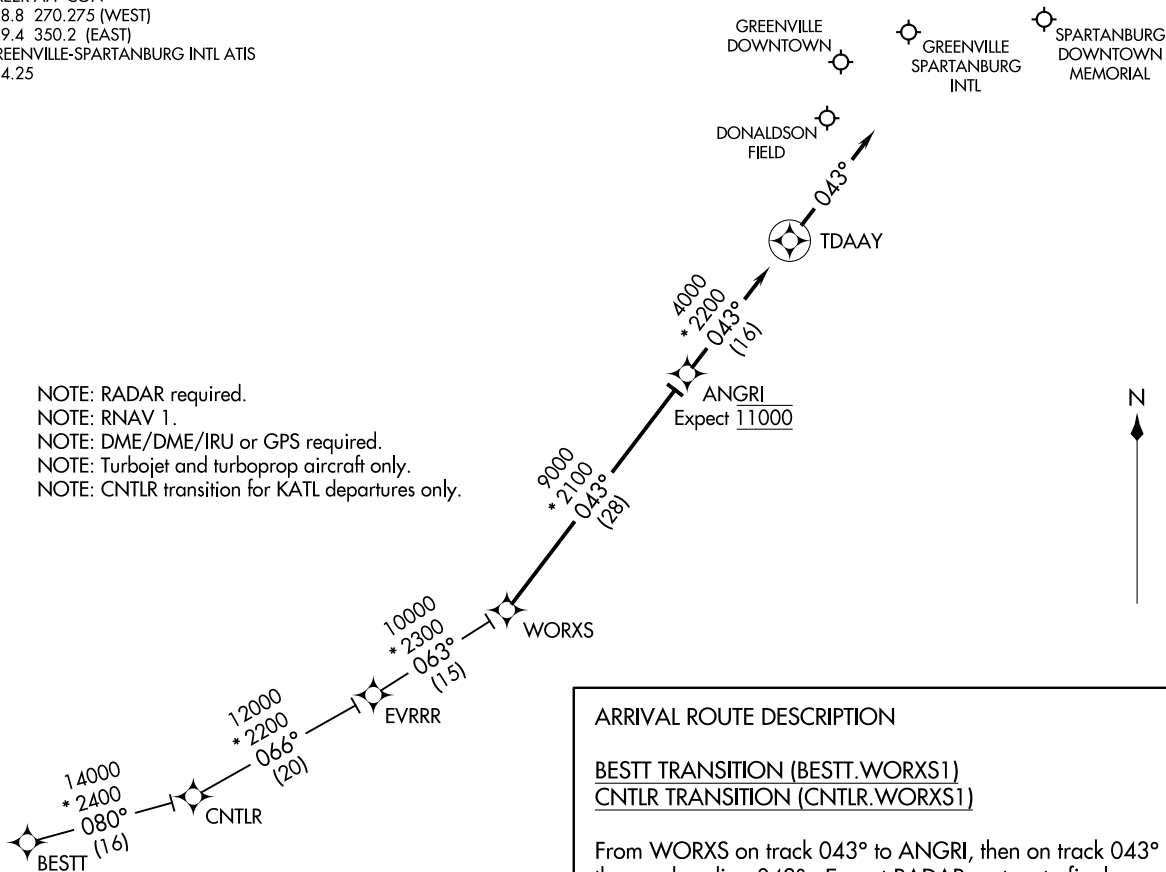 8.8 270.275 (WEST)
9.4 350.2 (EAST)
REENVILLE-SPARTANBURG INTL ATIS
4.25
GREENVILLE
DOWNTOWN
GREENVILLE
SPARTANBURG
INTL
SPARTANBURG
DOWNTOWN
MEMORIAL
DONALDSON
FIELD
043°
TDAAY
4000
* 2200
043°
(16)
ANGRI
Expect 11000
N
NOTE: RADAR required.
NOTE: RNAV 1.
NOTE: DME/DME/IRU or GPS required.
NOTE: Turbojet and turboprop aircraft only.
NOTE: CNTLR transition for KATL departures only.
9000
* 2100
043°
(28)
WORXS
10000
* 2300
063°
(15)
EVRRR
12000
* 2200
066°
(20)
CNTLR
14000
* 2400
080°
(16)
BESTT
ARRIVAL ROUTE DESCRIPTION
BESTT TRANSITION (BESTT.WORXS1)
CNTLR TRANSITION (CNTLR.WORXS1)
From WORXS on track 043° to ANGRI, then on track 043°